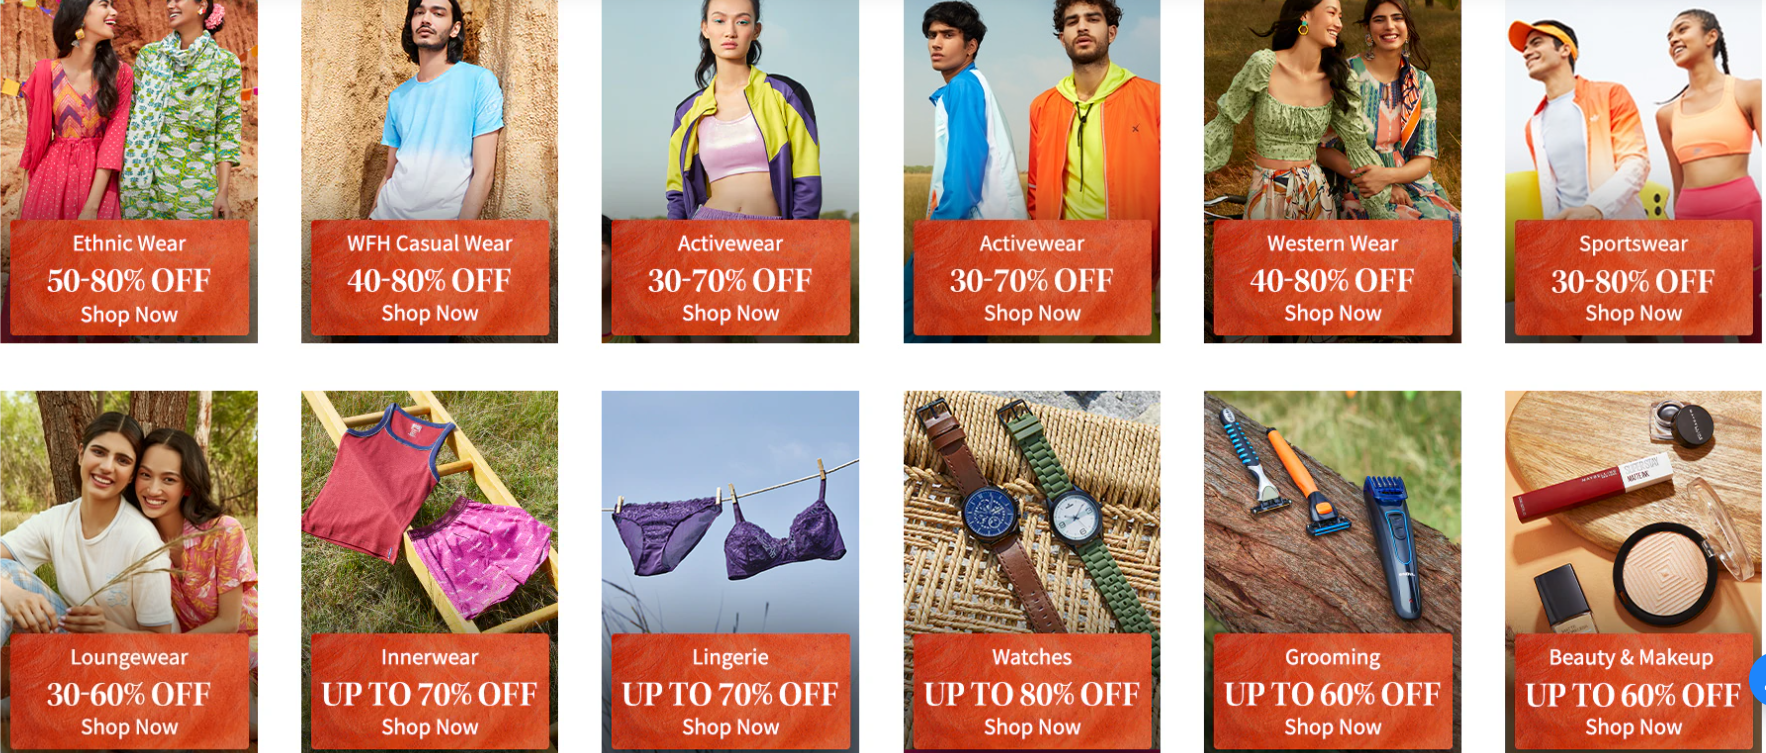 Ethnic Wear
50-80% OFF
Shop Now
WFH Casual Wear
40-80% OFF
Shop Now
Activewear
30-70% OFF
Shop Now
Activewear
30-70% OFF
Shop Now
Western Wear
40-80% OFF
Shop Now
Sportswear
30-80% OFF
Shop Now
Loungewear
30-60% OFF
Shop Now
Innerwear
UP TO 70% OFF
Shop Now
Lingerie
UP TO 70% OFF
Shop Now
Watches
UP TO 80% OFF
Shop Now
Grooming
UP TO 60% OFF
Shop Now
Beauty & Makeup
UP TO 60% OFF
Shop Now